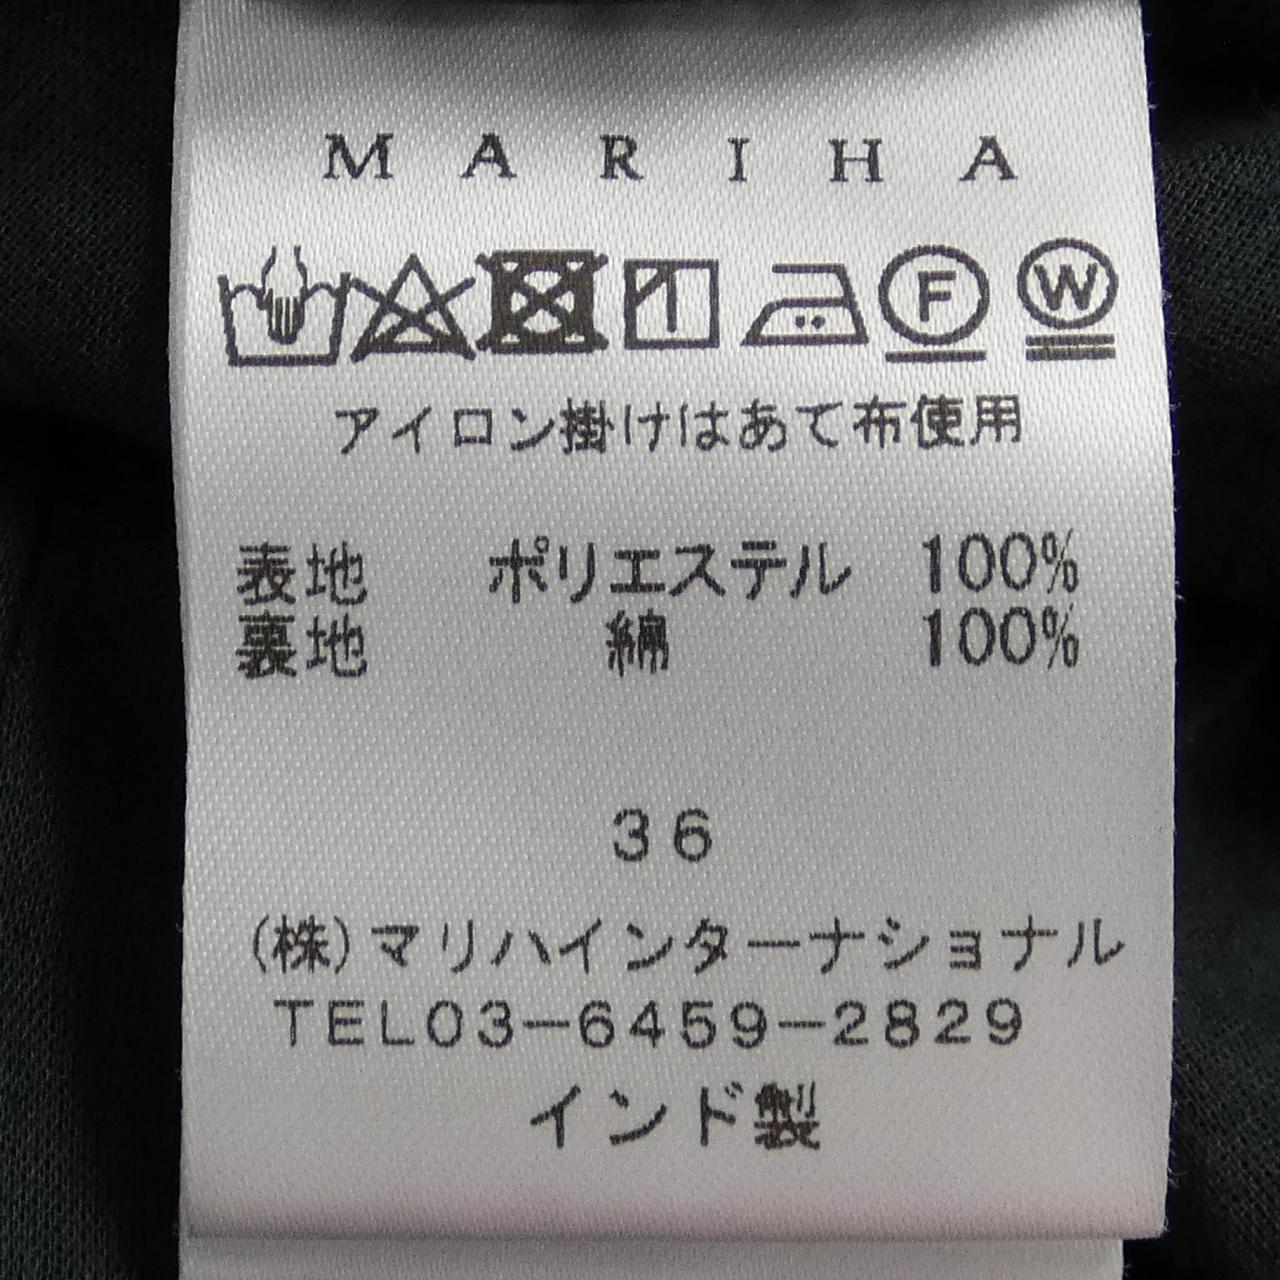 MARIHA
F W
アイロン掛けはあて布使用
表地 ポリエステル 100%
裏地 綿 100%
36
(株)マリハインターナショナル
TEL03-6459-2829
インド製